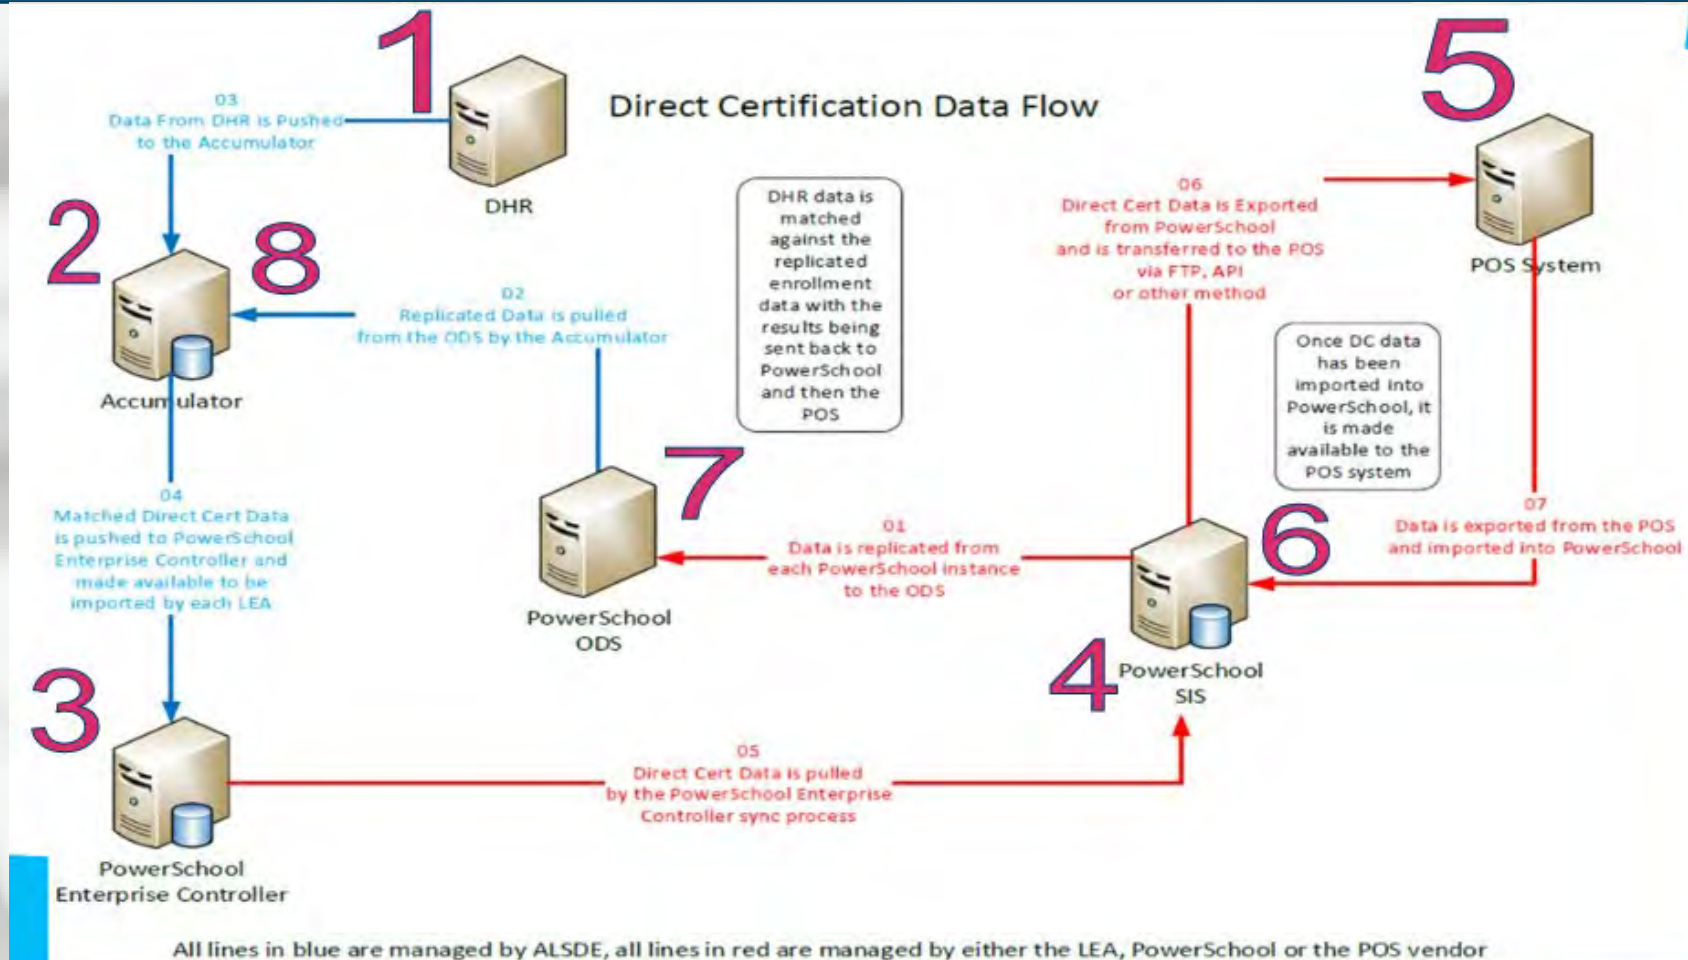 1
5
Direct Certification Data Flow
03
Data From DHR is Pushed
to the Accumulator
DHR
2
8
Accumulator
02
Replicated Data is pulled
from the ODS by the Accumulator
DHR data is
matched
against the
replicated
enrollment
data with the
results being
sent back to
PowerSchool
and then the
POS
06
Direct Cert Data is Exported
from PowerSchool
and is transferred to the POS
via FTP, API
or other method
POS System
Once DC data
has been
imported into
PowerSchool, it
is made
available to the
POS system
7
PowerSchool
ODS
01
Data is replicated from
each PowerSchool instance
to the ODS
6
07
Data is exported from the POS
and imported into PowerSchool
04
Matched Direct Cert Data
is pushed to PowerSchool
Enterprise Controller and
made available to be
imported by each LEA
4
PowerSchool
SIS
3
PowerSchool
Enterprise Controller
05
Direct Cert Data is pulled
by the PowerSchool Enterprise
Controller sync process
All lines in blue are managed by ALSDE, all lines in red are managed by either the LEA, PowerSchool or the POS vendor